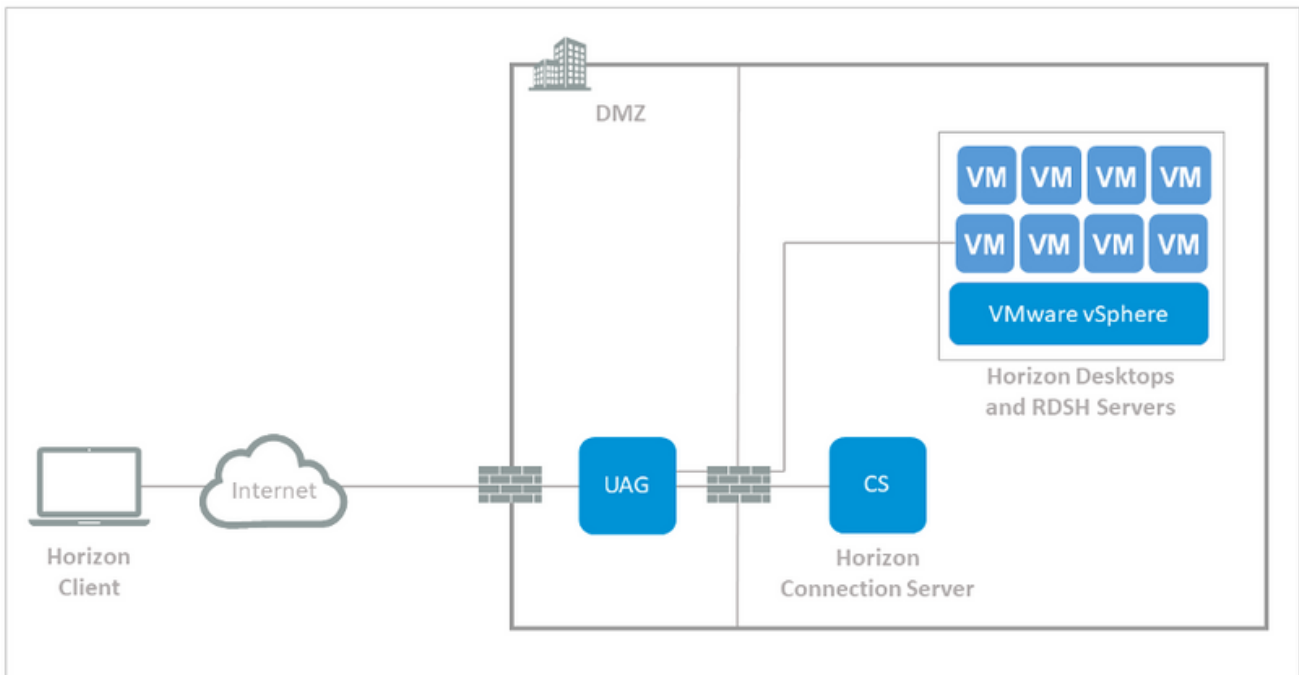 DMZ
VM VM VM VM
VM VM VM VM
VMware vSphere
Horizon Desktops
and RDSH Servers
Internet
UAG
CS
Horizon
Client
Horizon
Connection Server